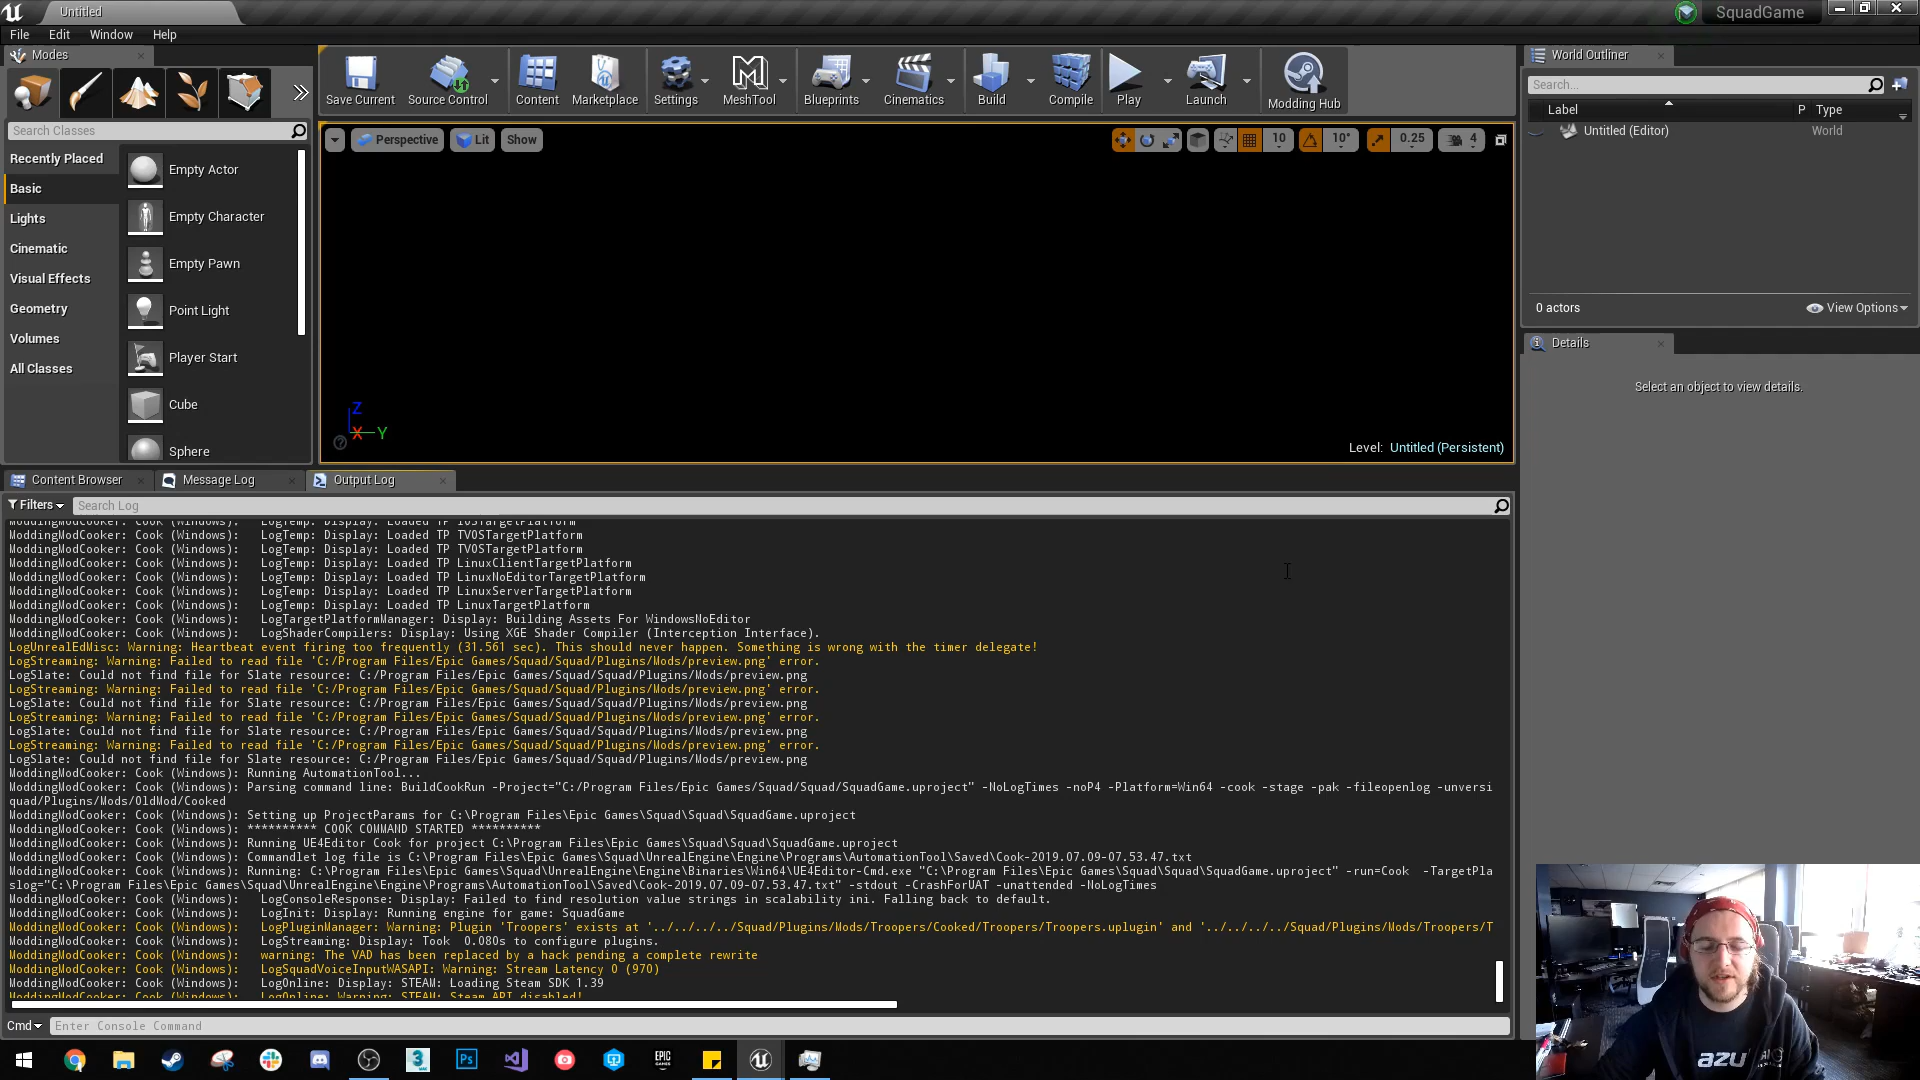 Untitled
SquadGame
File
Edit
Window
Help
Modes
Save Current
Source Control
Content
Marketplace
Settings
MeshTool
Blueprints
Cinematics
Build
Compile
Play
Launch
Modding Hub
World Outliner
Search...
Label
P
Type
Untitled (Editor)
World
0 actors
View Options
Details
Select an object to view details.
Search Classes
Recently Placed
Basic
Lights
Cinematic
Visual Effects
Geometry
Volumes
All Classes
Empty Actor
Empty Character
Empty Pawn
Point Light
Player Start
Cube
Sphere
Perspective
Lit
Show
10
10°
0.25
4
Z
X
Y
Level: Untitled (Persistent)
Content Browser
Message Log
Output Log
Filters
Search Log
ModdingModCooker: Cook (Windows):   LogTemp: Display: Loaded TP TVOSTargetPlatform
ModdingModCooker: Cook (Windows):   LogTemp: Display: Loaded TP TVOSTargetPlatform
ModdingModCooker: Cook (Windows):   LogTemp: Display: Loaded TP LinuxClientTargetPlatform
ModdingModCooker: Cook (Windows):   LogTemp: Display: Loaded TP LinuxNoEditorTargetPlatform
ModdingModCooker: Cook (Windows):   LogTemp: Display: Loaded TP LinuxServerTargetPlatform
ModdingModCooker: Cook (Windows):   LogTemp: Display: Loaded TP LinuxTargetPlatform
ModdingModCooker: Cook (Windows):   LogTargetPlatformManager: Display: Building Assets For WindowsNoEditor
ModdingModCooker: Cook (Windows):   LogShaderCompilers: Display: Using XGE Shader Compiler (Interception Interface).
LogUnrealEdMisc: Warning: Heartbeat event firing too frequently (31.561 sec). This should never happen. Something is wrong with the timer delegate!
LogStreaming: Warning: Failed to read file 'C:/Program Files/Epic Games/Squad/Squad/Plugins/Mods/preview.png' error.
LogSlate: Could not find file for Slate resource: C:/Program Files/Epic Games/Squad/Squad/Plugins/Mods/preview.png
LogStreaming: Warning: Failed to read file 'C:/Program Files/Epic Games/Squad/Squad/Plugins/Mods/preview.png' error.
LogSlate: Could not find file for Slate resource: C:/Program Files/Epic Games/Squad/Squad/Plugins/Mods/preview.png
LogStreaming: Warning: Failed to read file 'C:/Program Files/Epic Games/Squad/Squad/Plugins/Mods/preview.png' error.
LogSlate: Could not find file for Slate resource: C:/Program Files/Epic Games/Squad/Squad/Plugins/Mods/preview.png
LogStreaming: Warning: Failed to read file 'C:/Program Files/Epic Games/Squad/Squad/Plugins/Mods/preview.png' error.
LogSlate: Could not find file for Slate resource: C:/Program Files/Epic Games/Squad/Squad/Plugins/Mods/preview.png
ModdingModCooker: Cook (Windows): Running AutomationTool...
ModdingModCooker: Cook (Windows): Parsing command line: BuildCookRun -Project="C:/Program Files/Epic Games/Squad/Squad/SquadGame.uproject" -NoLogTimes -noP4 -Platform=Win64 -cook -stage -pak -fileopenlog -unversi
quad/Plugins/Mods/OldMod/Cooked
ModdingModCooker: Cook (Windows): Setting up ProjectParams for C:\Program Files\Epic Games\Squad\Squad\SquadGame.uproject
ModdingModCooker: Cook (Windows): ********** COOK COMMAND STARTED **********
ModdingModCooker: Cook (Windows): Running UE4Editor Cook for project C:\Program Files\Epic Games\Squad\Squad\SquadGame.uproject
ModdingModCooker: Cook (Windows): Commandlet log file is C:\Program Files\Epic Games\Squad\UnrealEngine\Engine\Programs\AutomationTool\Saved\Cook-2019.07.09-07.53.47.txt
ModdingModCooker: Cook (Windows): Running: C:\Program Files\Epic Games\Squad\UnrealEngine\Engine\Binaries\Win64\UE4Editor-Cmd.exe "C:\Program Files\Epic Games\Squad\Squad\SquadGame.uproject" -run=Cook  -TargetPla
slog="C:\Program Files\Epic Games\Squad\UnrealEngine\Engine\Programs\AutomationTool\Saved\Cook-2019.07.09-07.53.47.txt" -stdout -CrashForUAT -unattended -NoLogTimes
ModdingModCooker: Cook (Windows):   LogConsoleResponse: Display: Failed to find resolution value strings in scalability ini. Falling back to default.
ModdingModCooker: Cook (Windows):   LogInit: Display: Running engine for game: SquadGame
ModdingModCooker: Cook (Windows):   LogPluginManager: Warning: Plugin 'Troopers' exists at '../../../../Squad/Plugins/Mods/Troopers/Cooked/Troopers/Troopers.uplugin' and '../../../../Squad/Plugins/Mods/Troopers/T
ModdingModCooker: Cook (Windows):   LogStreaming: Display: Took  0.080s to configure plugins.
ModdingModCooker: Cook (Windows):   warning: The VAD has been replaced by a hack pending a complete rewrite
ModdingModCooker: Cook (Windows):   LogSquadVoiceInputWASAPI: Warning: Stream Latency 0 (970)
ModdingModCooker: Cook (Windows):   LogOnline: Display: STEAM: Loading Steam SDK 1.39
ModdingModCooker: Cook (Windows):   LogOnline: Warning: STEAM: Steam API disabled!
Cmd
Enter Console Command
3
Ps
EPIC GAMES
azu